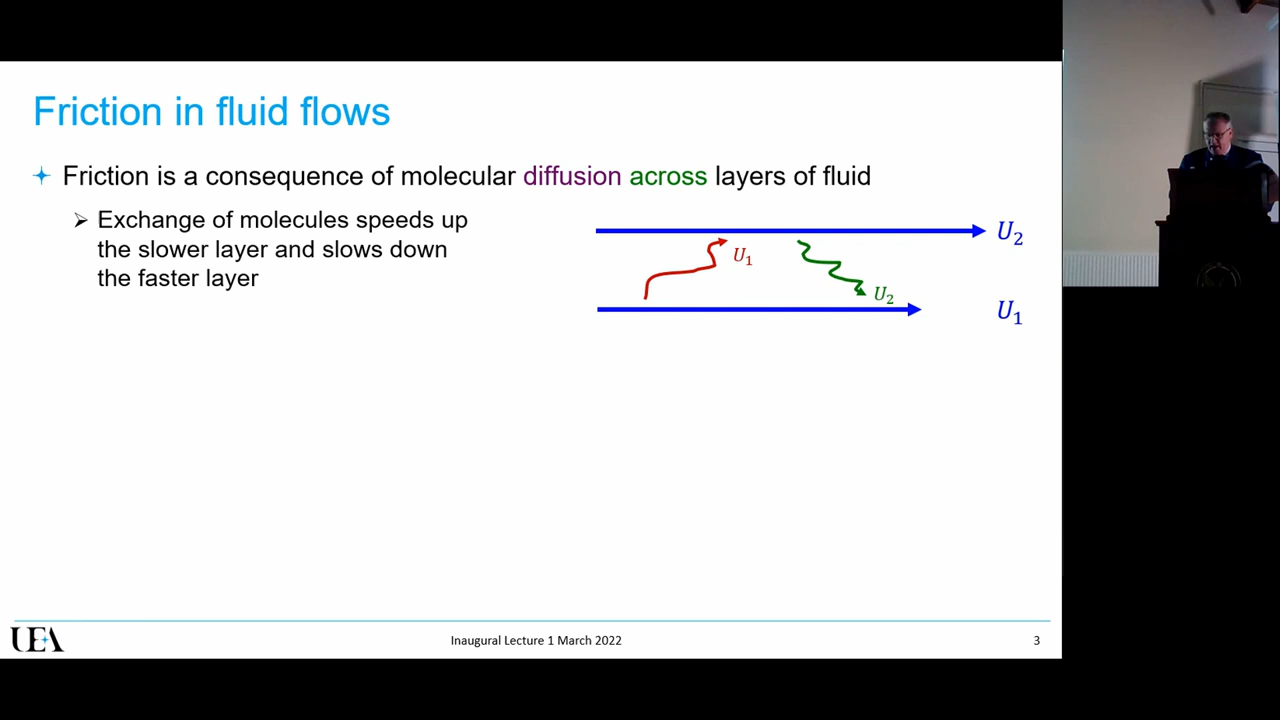 Friction in fluid flows
Friction is a consequence of molecular diffusion across layers of fluid
Exchange of molecules speeds up
the slower layer and slows down
the faster layer
U₂
U₁
U₂
U₁
UEA
Inaugural Lecture 1 March 2022
3